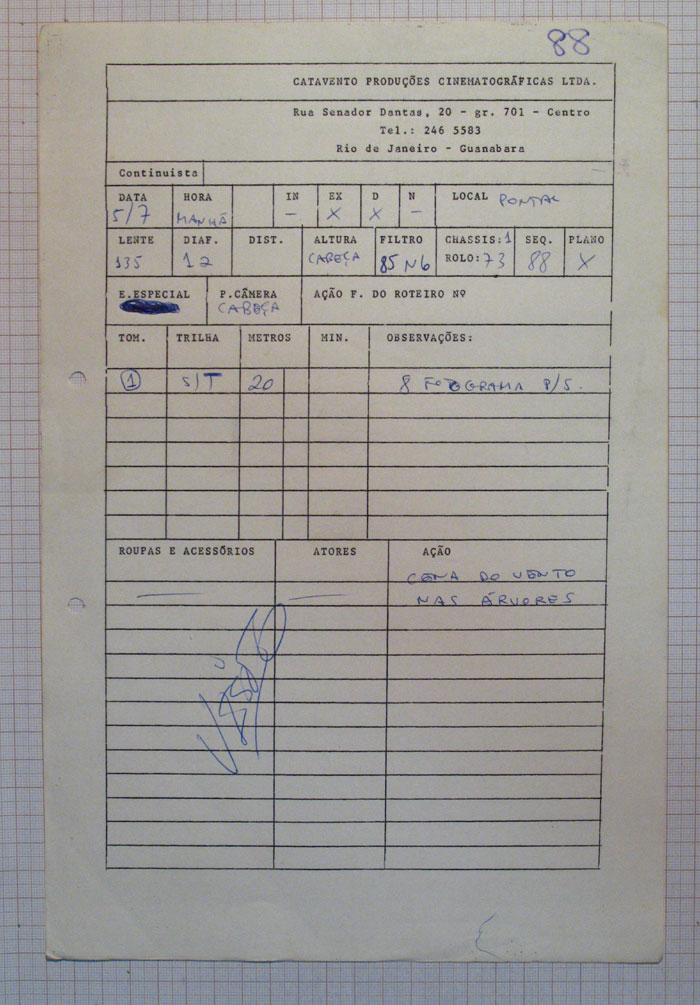 88
CATAVENTO PRODUÇÕES CINEMATOGRÁFICAS LTDA.
Rua Senador Dantas, 20 - gr. 701 - Centro
Tel.: 246 5583
Rio de Janeiro - Guanabara
Continuista
DATA HORA IN EX D N LOCAL PONTAL
5/7 MANHÃ — X X —
LENTE DIAF. DIST. ALTURA FILTRO CHASSIS: 1 SEQ. PLANO
135 12 CABEÇA 85 N6 ROLO: 73 88 X
E.ESPECIAL P.CÂMERA AÇÃO F. DO ROTEIRO Nº
CABEÇA
TOM. TRILHA METROS MIN. OBSERVAÇÕES:
1 S/T 20 8 FOTOGRAMA P/S.
ROUPAS E ACESSÓRIOS ATORES AÇÃO
CENA DO VENTO
NAS ÁRVORES